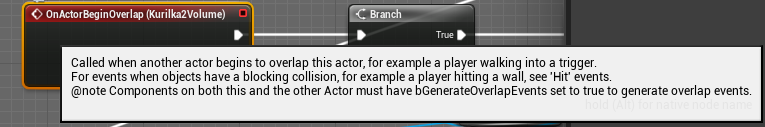 OnActorBeginOverlap (Kurilka2Volume)
Branch
True
Called when another actor begins to overlap this actor, for example a player walking into a trigger.
For events when objects have a blocking collision, for example a player hitting a wall, see 'Hit' events.
@note Components on both this and the other Actor must have bGenerateOverlapEvents set to true to generate overlap events.
hold (Alt) for native node name